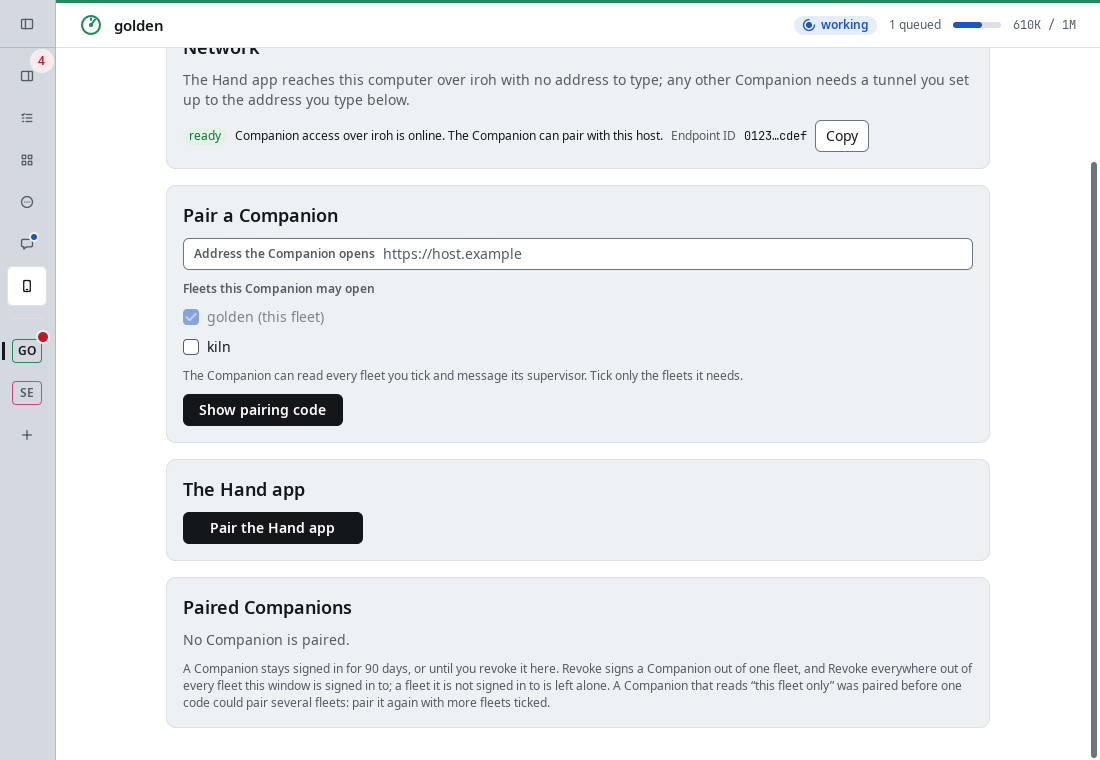 golden
working
1 queued
610K / 1M
4
Network
The Hand app reaches this computer over iroh with no address to type; any other Companion needs a tunnel you set
up to the address you type below.
ready Companion access over iroh is online. The Companion can pair with this host. Endpoint ID 0123…cdef Copy
Pair a Companion
Address the Companion opens https://host.example
Fleets this Companion may open
golden (this fleet)
kiln
The Companion can read every fleet you tick and message its supervisor. Tick only the fleets it needs.
Show pairing code
GO
SE
The Hand app
Pair the Hand app
Paired Companions
No Companion is paired.
A Companion stays signed in for 90 days, or until you revoke it here. Revoke signs a Companion out of one fleet, and Revoke everywhere out of
every fleet this window is signed in to; a fleet it is not signed in to is left alone. A Companion that reads “this fleet only” was paired before one
code could pair several fleets: pair it again with more fleets ticked.